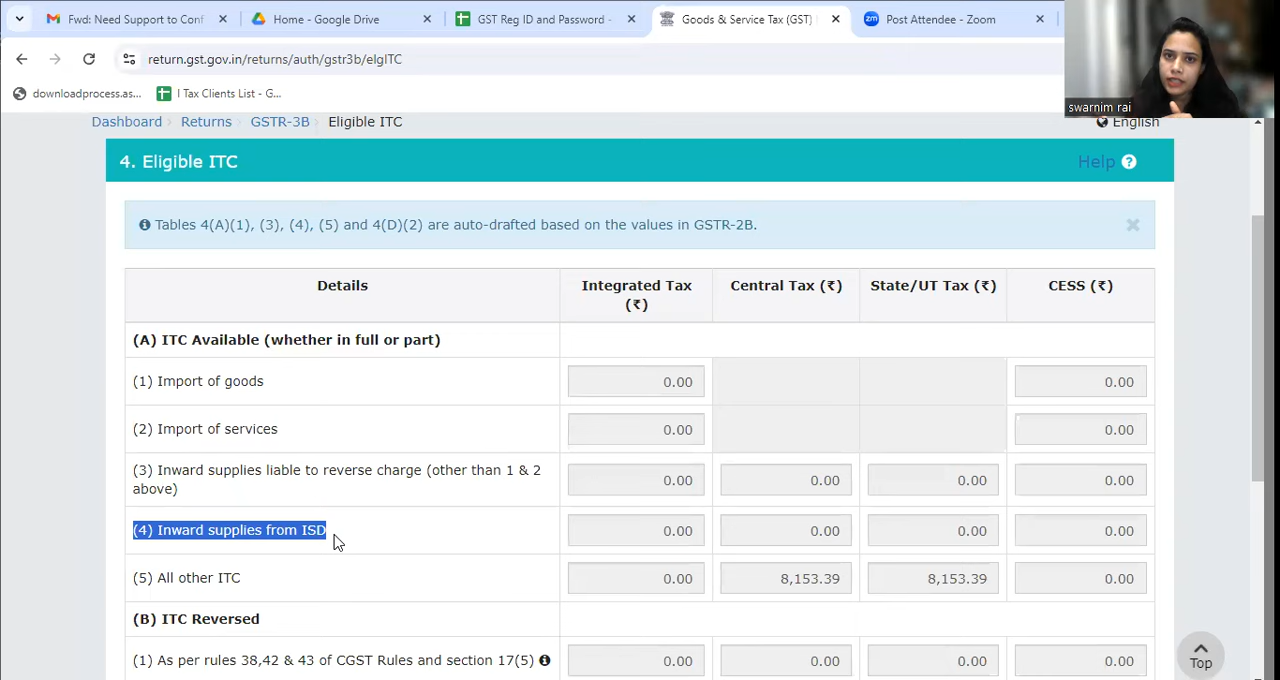 Fwd: Need Support to Conf
Home - Google Drive
GST Reg ID and Password -
Goods & Service Tax (GST)
zm Post Attendee - Zoom
return.gst.gov.in/returns/auth/gstr3b/elgITC
downloadprocess.as...
I Tax Clients List - G...
swarnim rai
Dashboard Returns GSTR-3B Eligible ITC
English
4. Eligible ITC
Help ?
Tables 4(A)(1), (3), (4), (5) and 4(D)(2) are auto-drafted based on the values in GSTR-2B.
Details Integrated Tax (₹) Central Tax (₹) State/UT Tax (₹) CESS (₹)
(A) ITC Available (whether in full or part)
(1) Import of goods 0.00 0.00
(2) Import of services 0.00 0.00
(3) Inward supplies liable to reverse charge (other than 1 & 2 above) 0.00 0.00 0.00 0.00
(4) Inward supplies from ISD 0.00 0.00 0.00 0.00
(5) All other ITC 0.00 8,153.39 8,153.39 0.00
(B) ITC Reversed
(1) As per rules 38,42 & 43 of CGST Rules and section 17(5) 0.00 0.00 0.00 0.00
Top